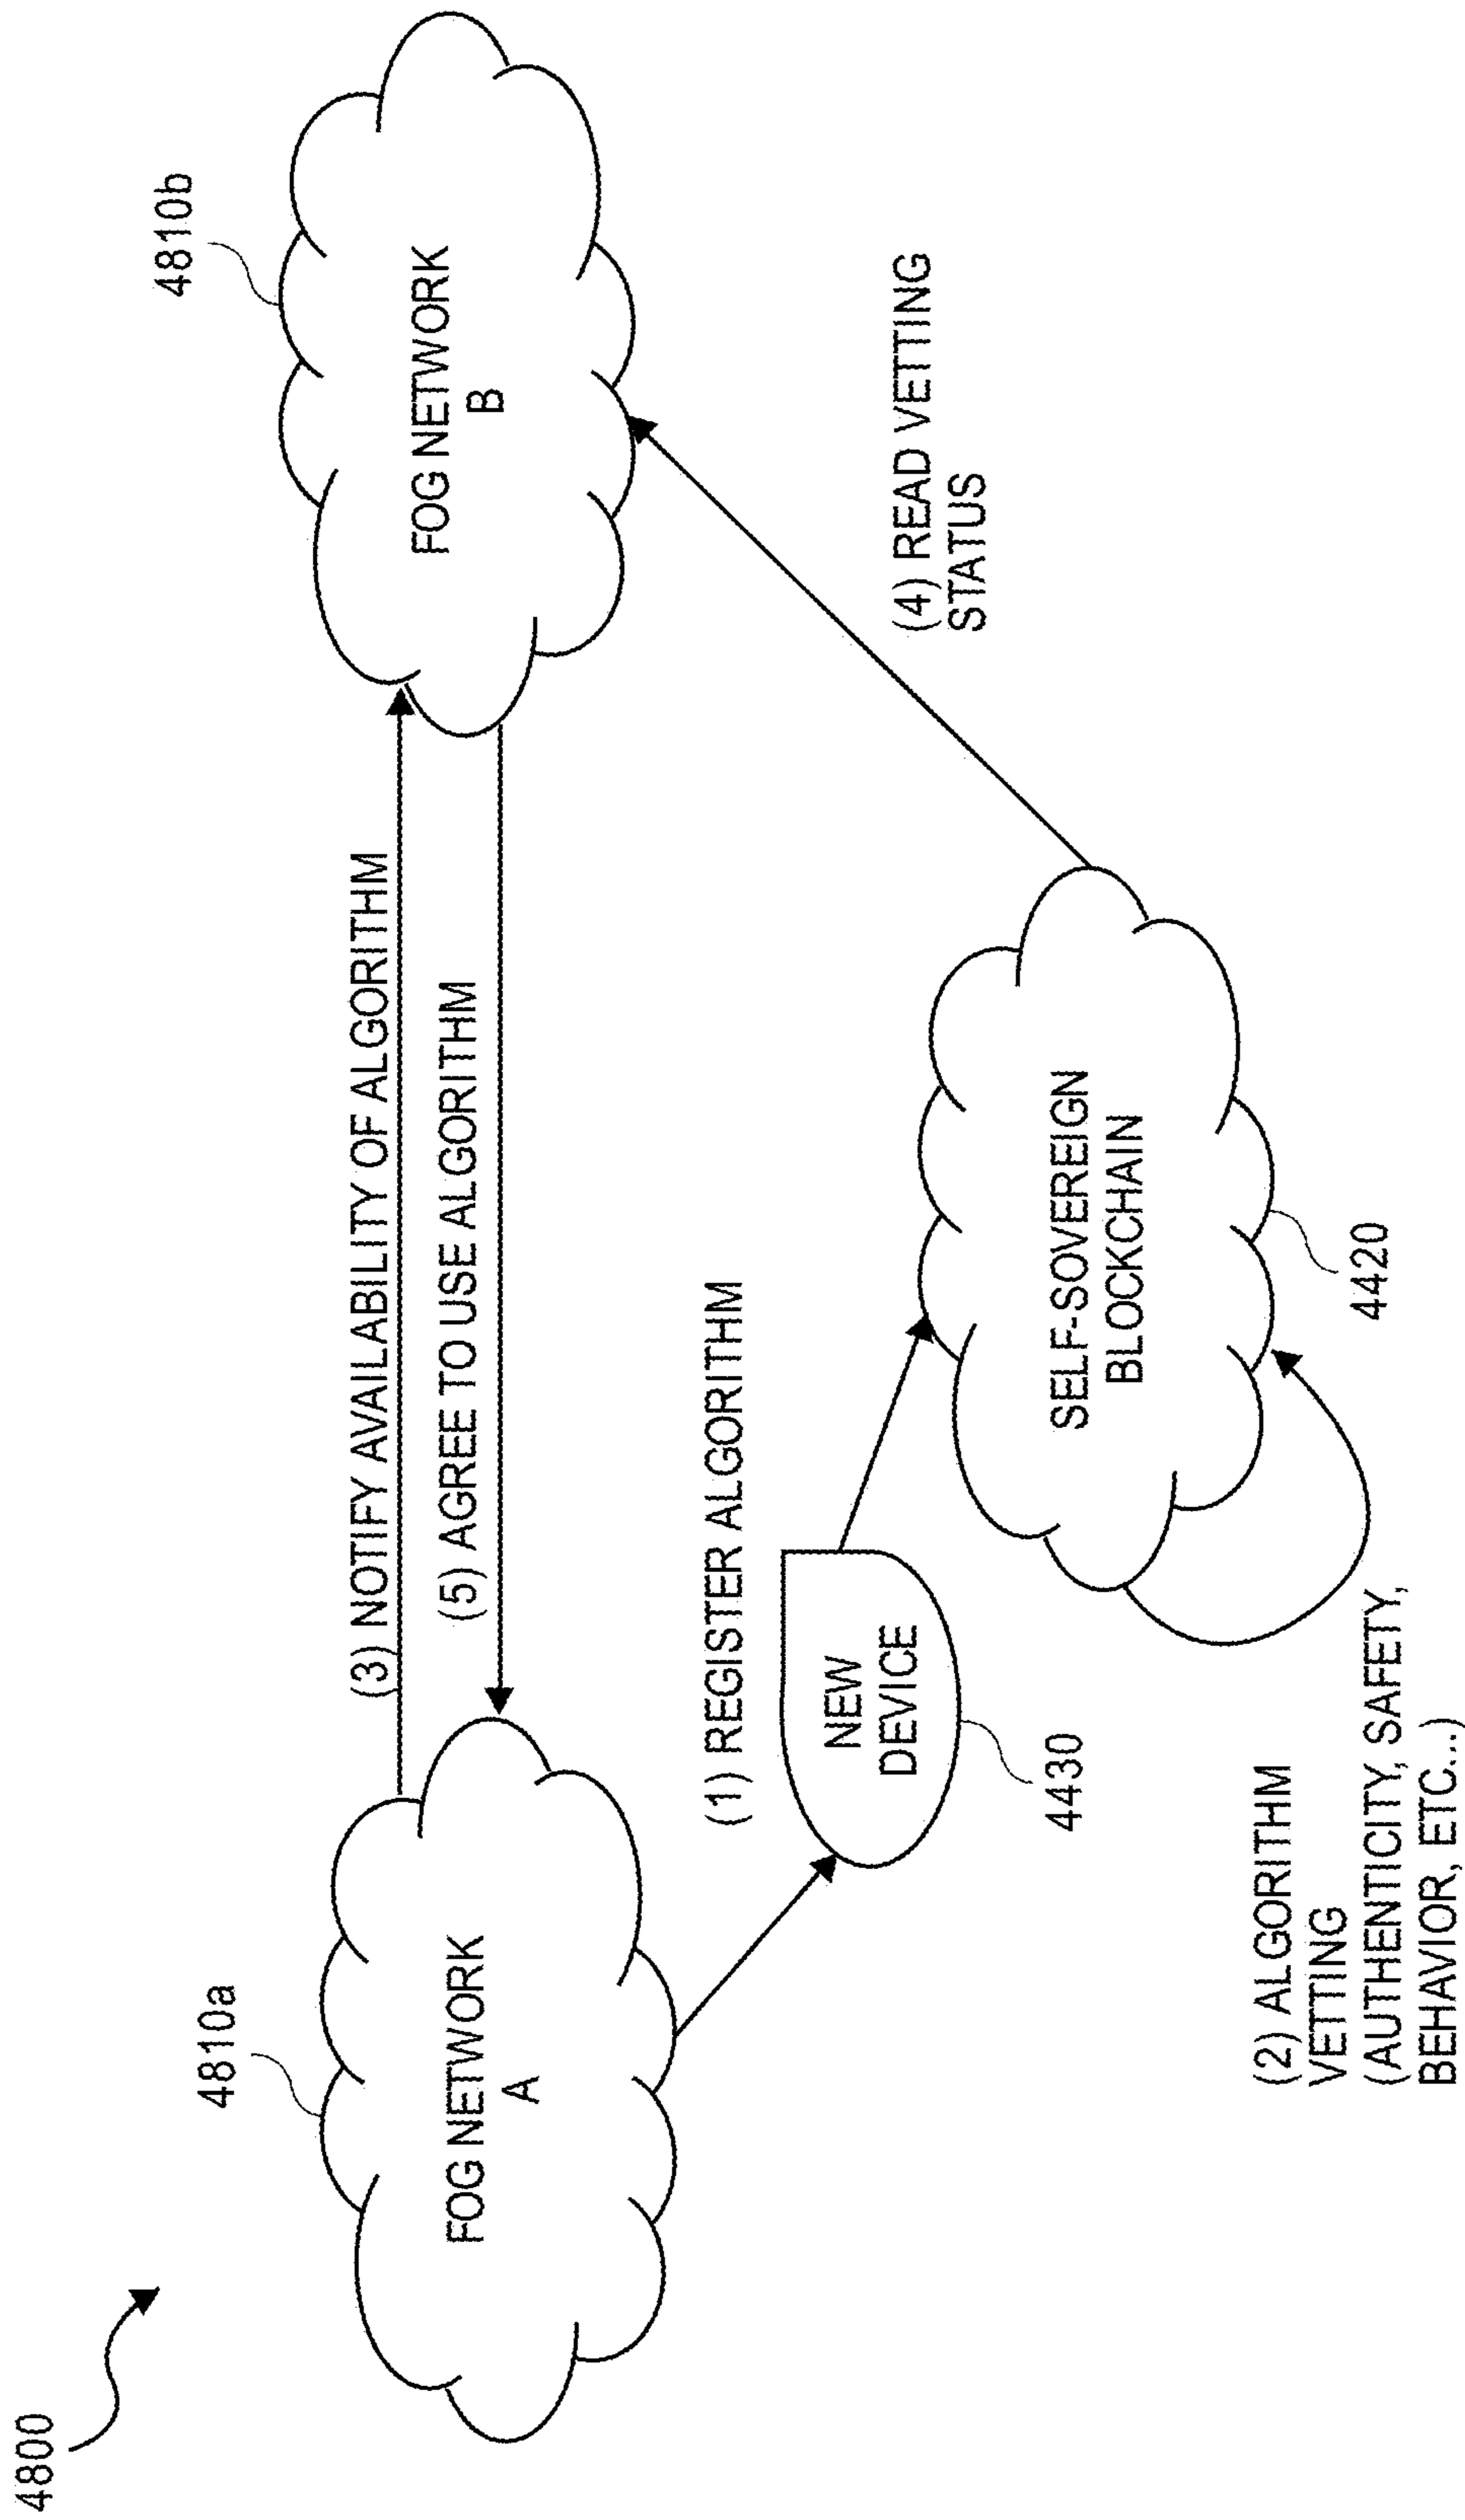 4800
4810a
FOG NETWORK
A
(3) NOTIFY AVAILABILITY OF ALGORITHM
(5) AGREE TO USE ALGORITHM
4810b
FOG NETWORK
B
(1) REGISTER ALGORITHM
NEW
DEVICE
4430
(4) READ VETTING
STATUS
SELF-SOVEREIGN
BLOCKCHAIN
4420
(2) ALGORITHM
VETTING
(AUTHENTICITY, SAFETY,
BEHAVIOR, ETC...)